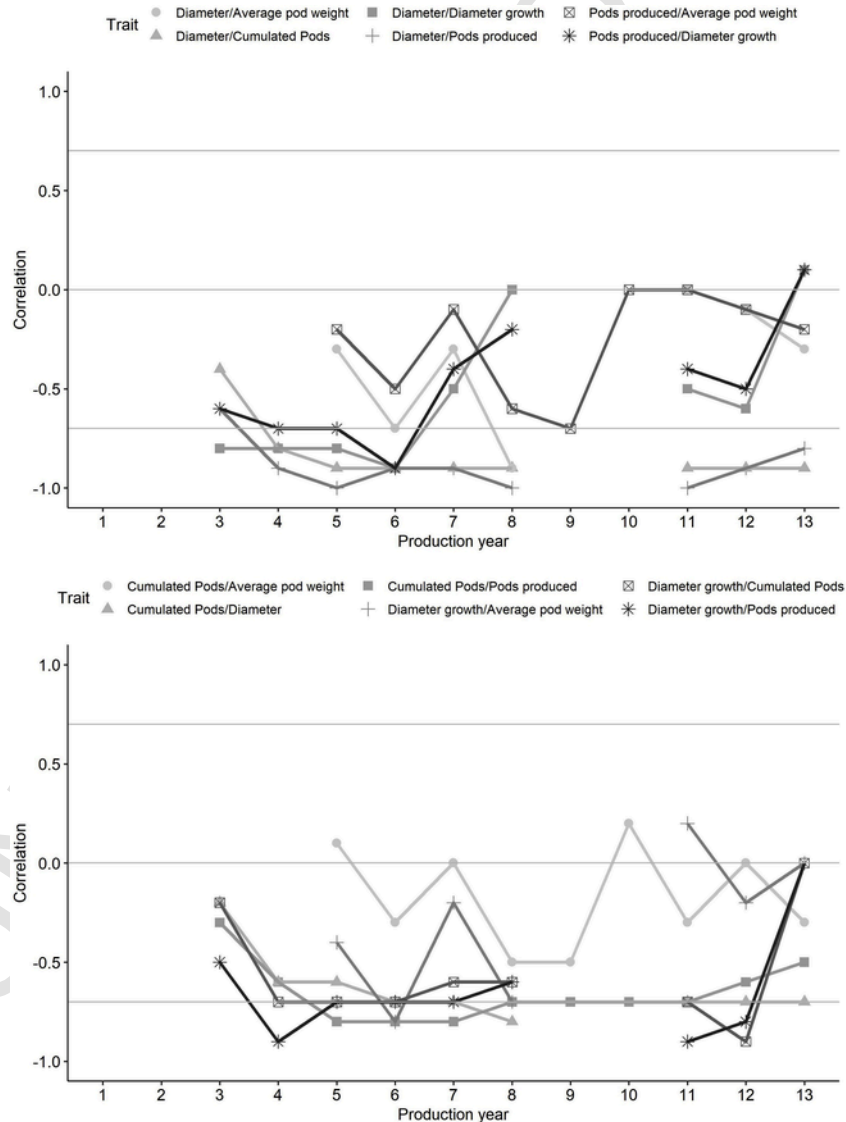 Trait Diameter/Average pod weight Diameter/Diameter growth Pods produced/Average pod weight
Diameter/Cumulated Pods Diameter/Pods produced Pods produced/Diameter growth
1.0
0.5
0.0
-0.5
-1.0
Correlation
1 2 3 4 5 6 7 8 9 10 11 12 13
Production year
Trait Cumulated Pods/Average pod weight Cumulated Pods/Pods produced Diameter growth/Cumulated Pods
Cumulated Pods/Diameter Diameter growth/Average pod weight Diameter growth/Pods produced
1.0
0.5
0.0
-0.5
-1.0
Correlation
1 2 3 4 5 6 7 8 9 10 11 12 13
Production year